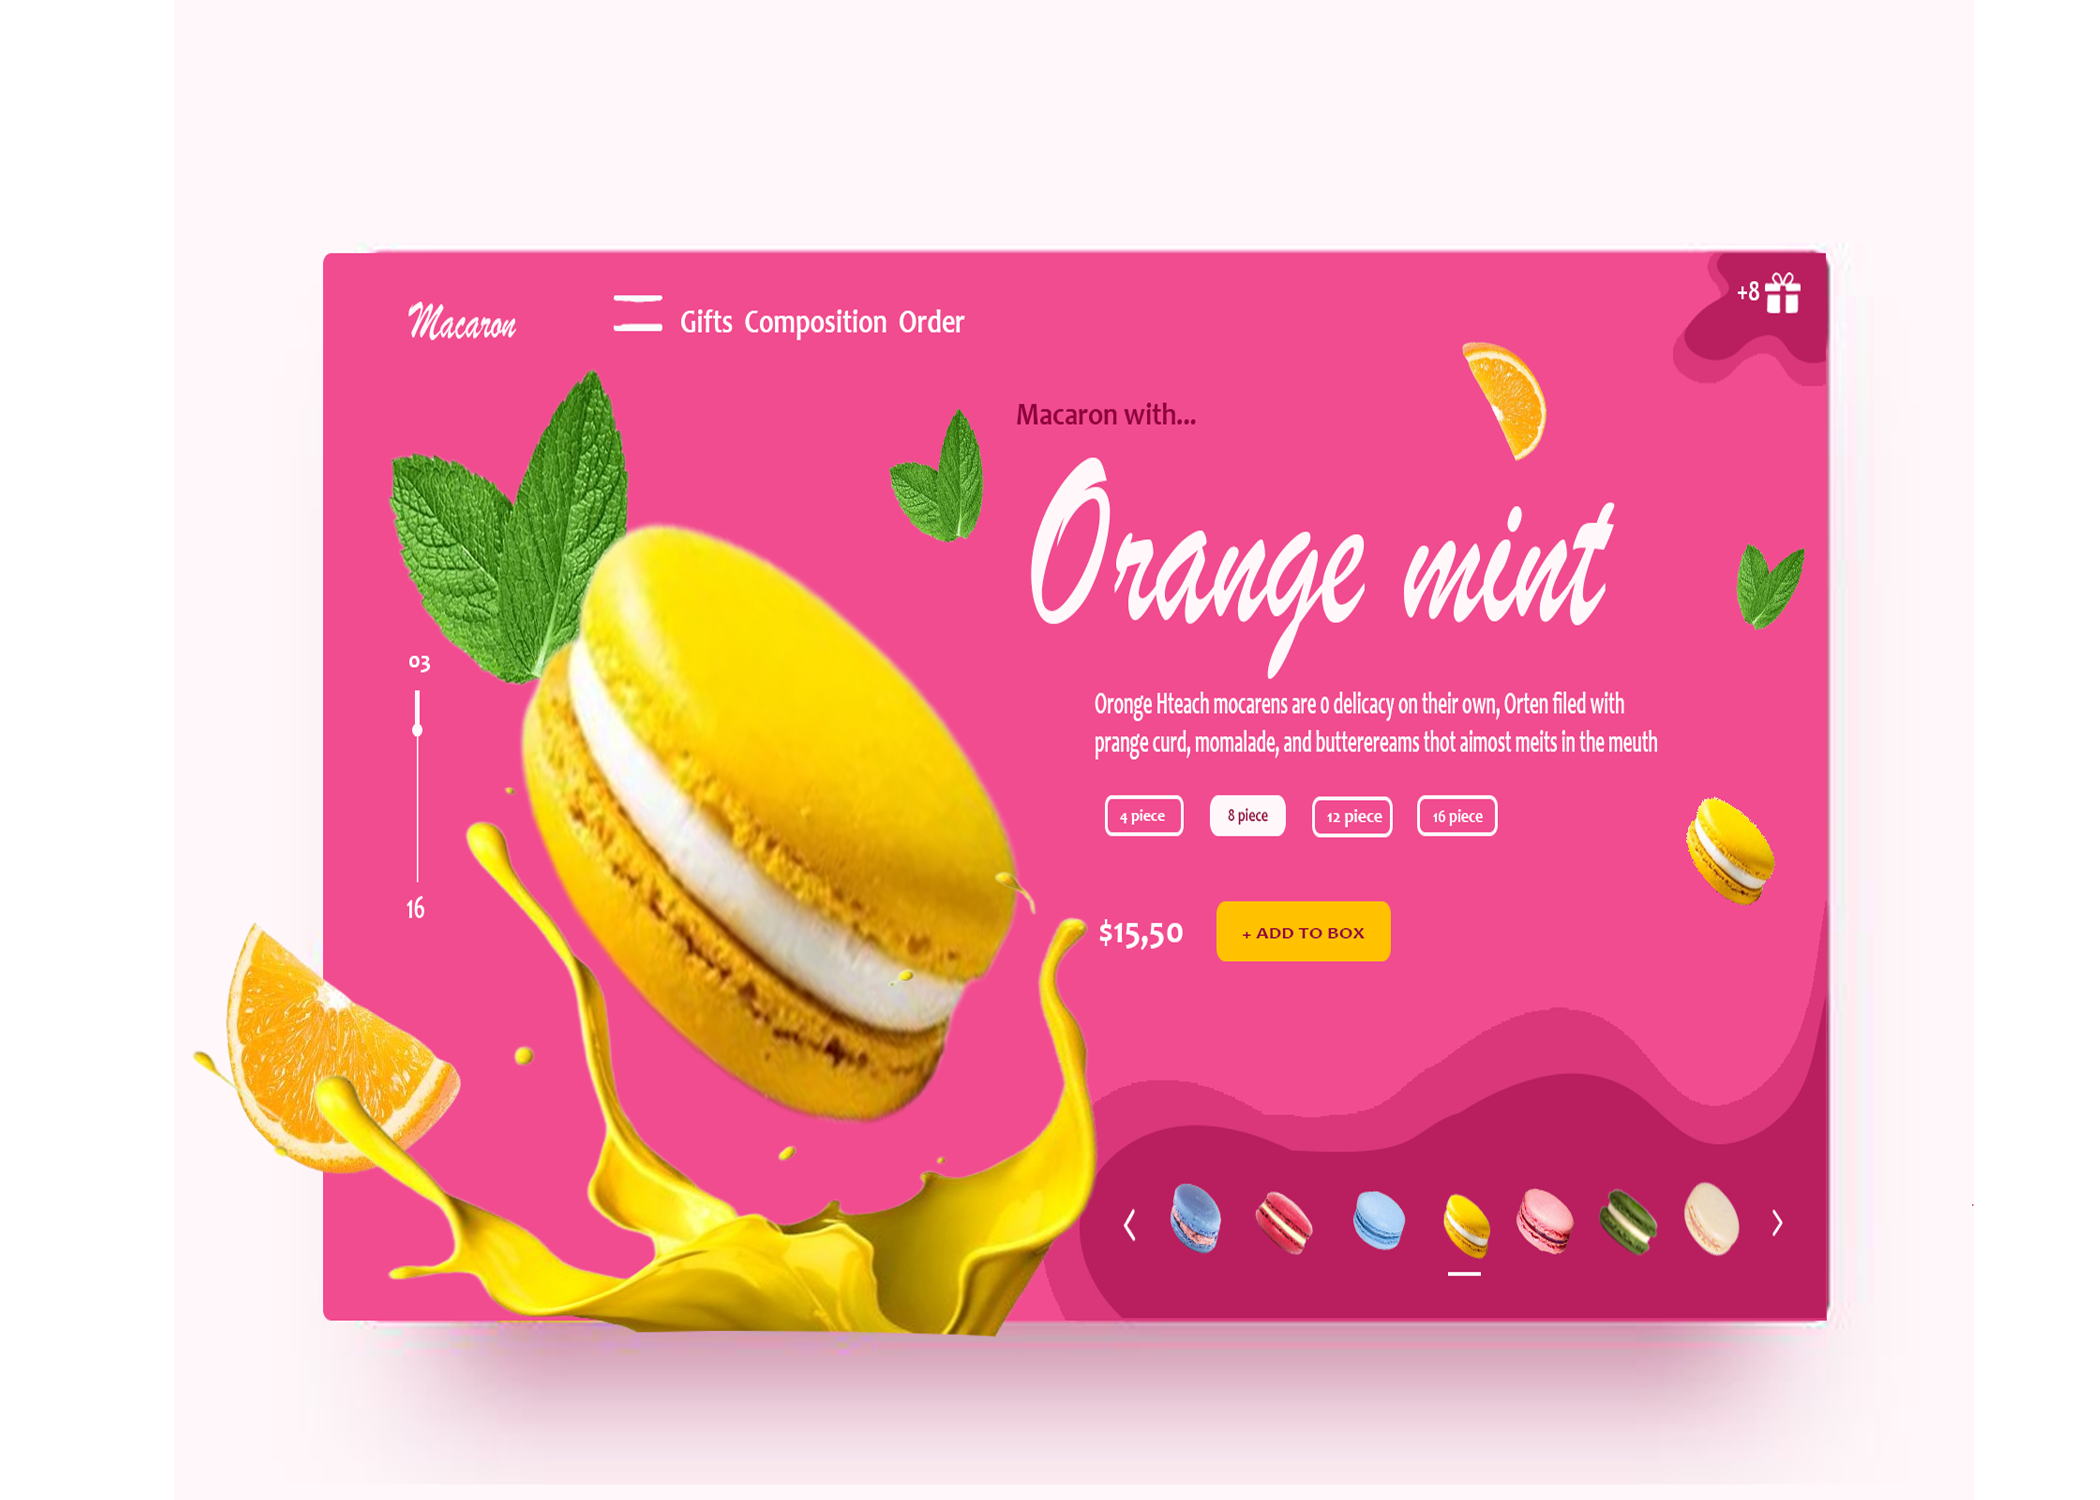 Macaron
Gifts Composition Order
+8
Macaron with...
Orange mint
03
Oronge Hteach mocarens are o delicacy on their own, Orten filed with
prange curd, momalade, and butterereams thot aimost meits in the meuth
4 piece 8 piece 12 piece 16 piece
16
$15,50
+ ADD TO BOX